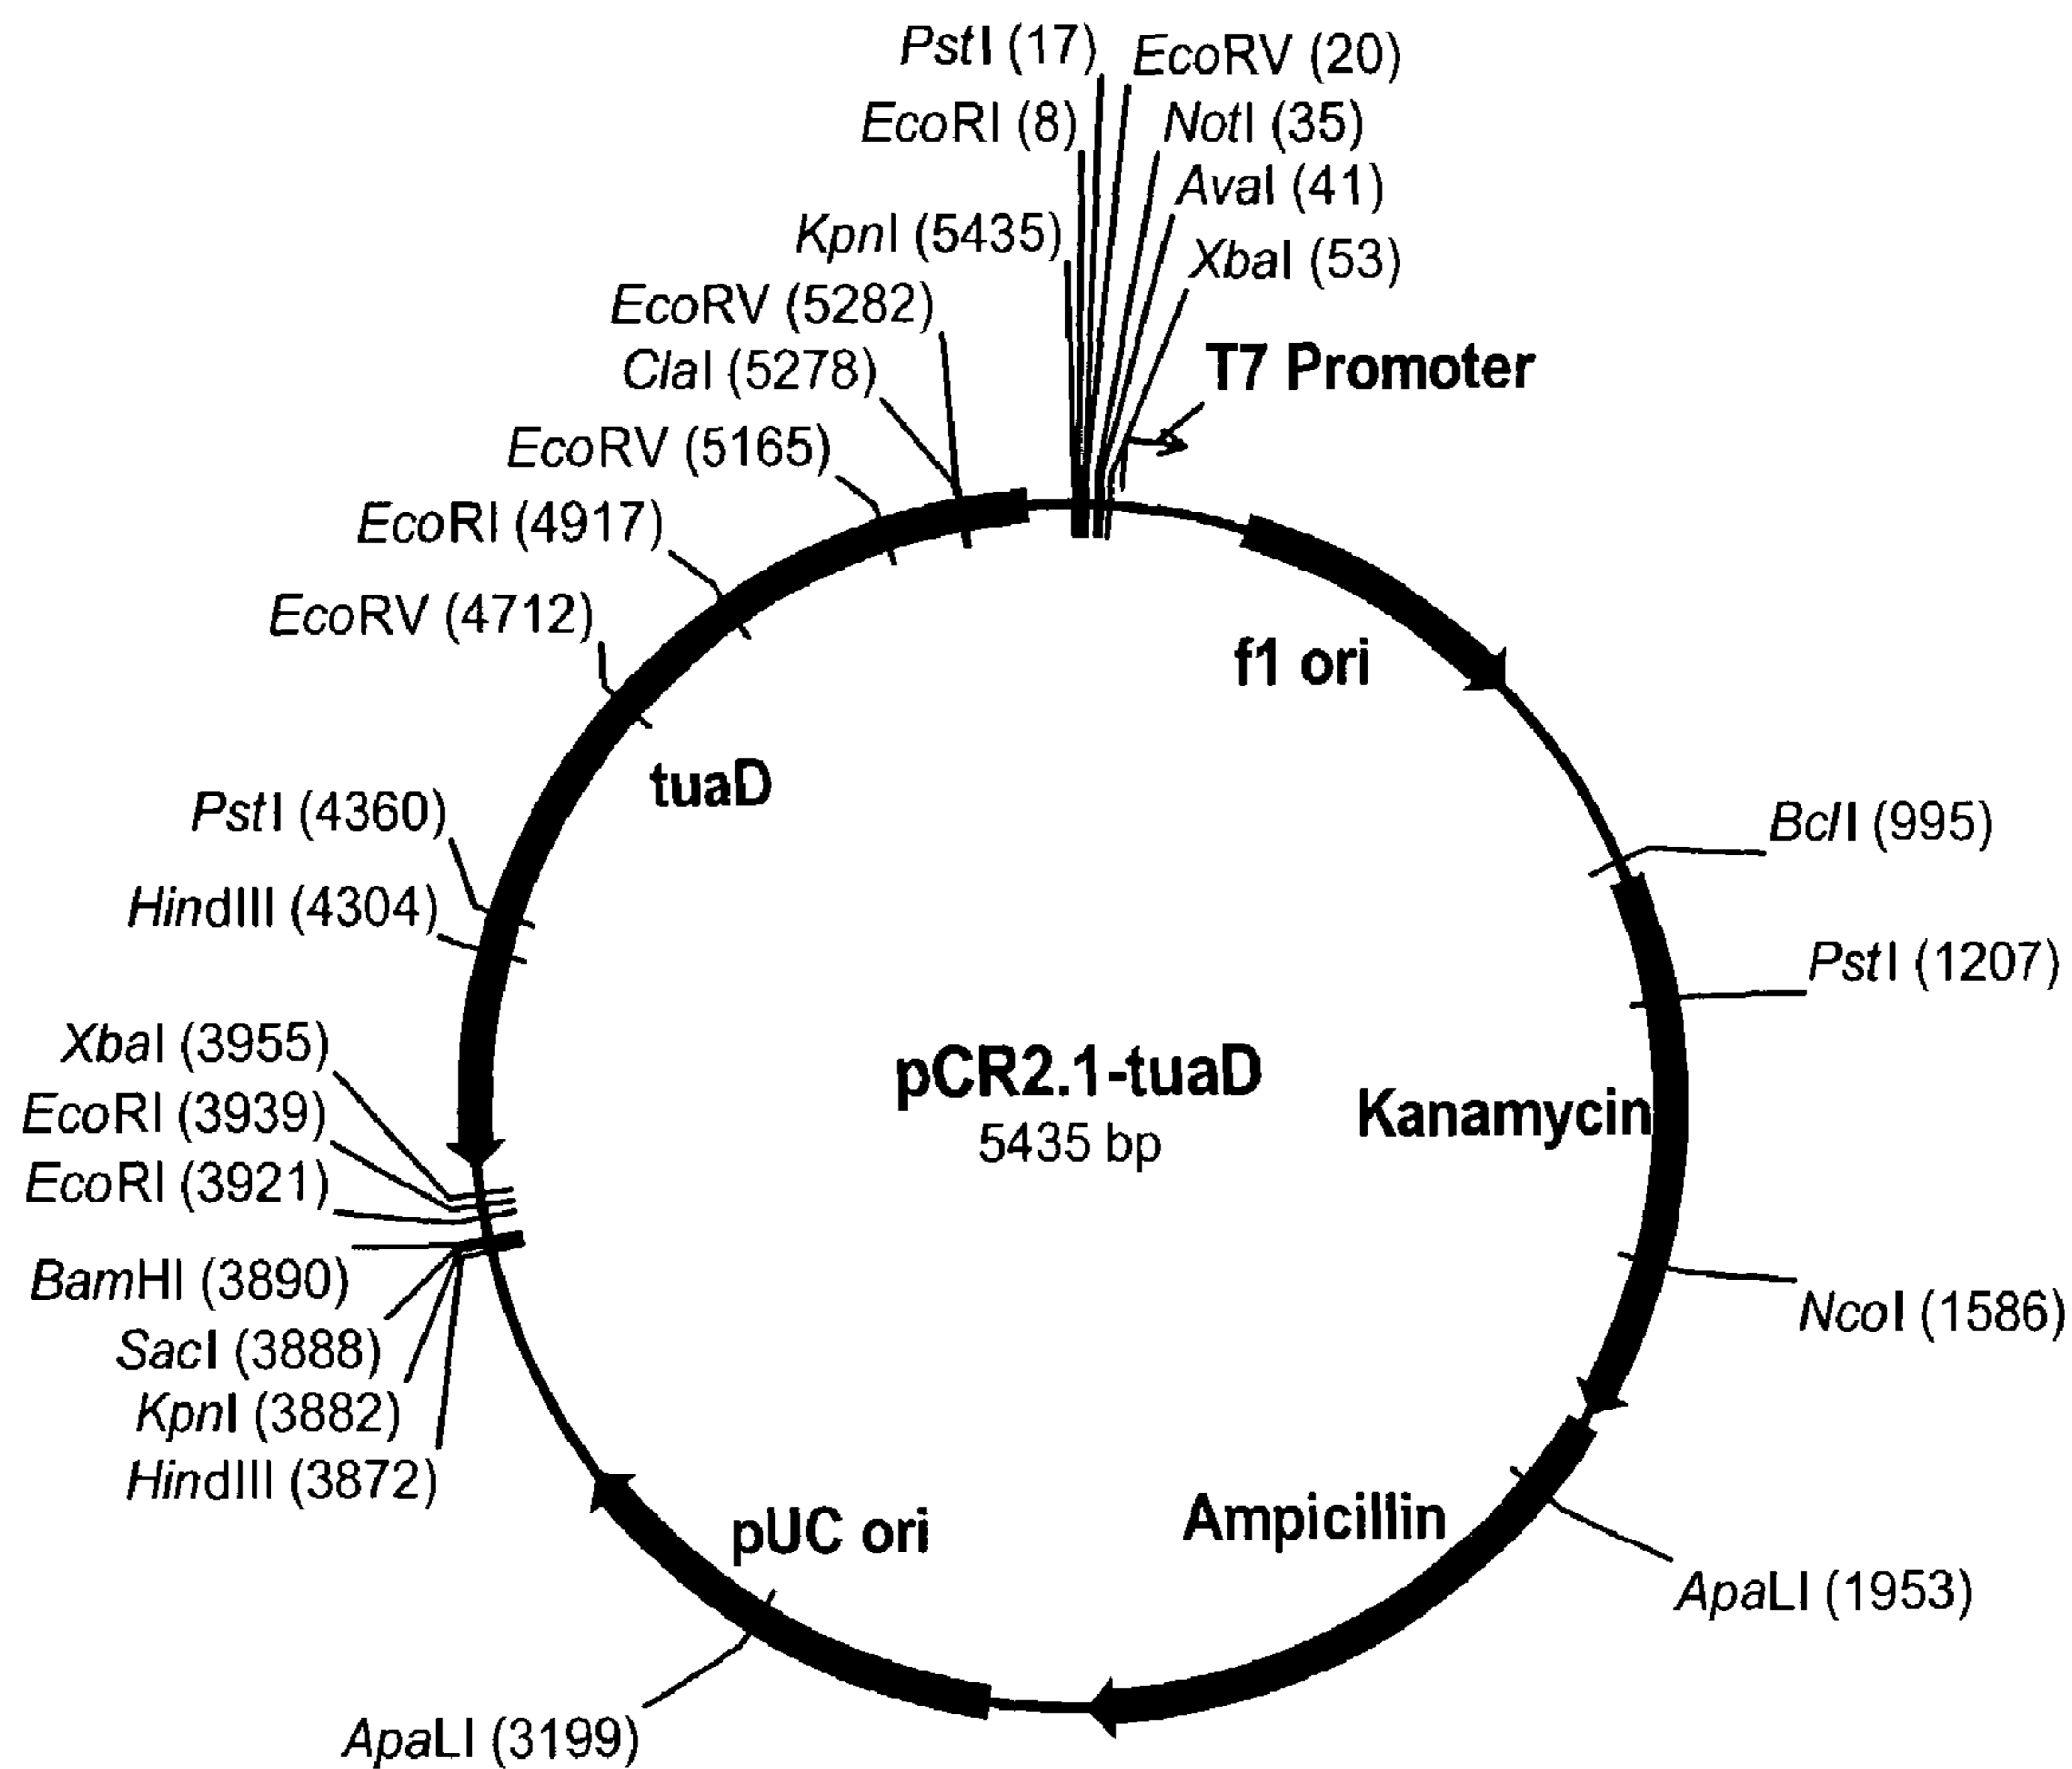 PstI (17)
EcoRV (20)
EcoRI (8)
NotI (35)
AvaI (41)
KpnI (5435)
XbaI (53)
EcoRV (5282)
T7 Promoter
ClaI (5278)
EcoRV (5165)
EcoRI (4917)
EcoRV (4712)
f1 ori
tuaD
PstI (4360)
BclI (995)
HindIII (4304)
PstI (1207)
XbaI (3955)
pCR2.1-tuaD
5435 bp
Kanamycin
EcoRI (3939)
EcoRI (3921)
BamHI (3890)
NcoI (1586)
SacI (3888)
KpnI (3882)
HindIII (3872)
pUC ori
Ampicillin
ApaLI (1953)
ApaLI (3199)